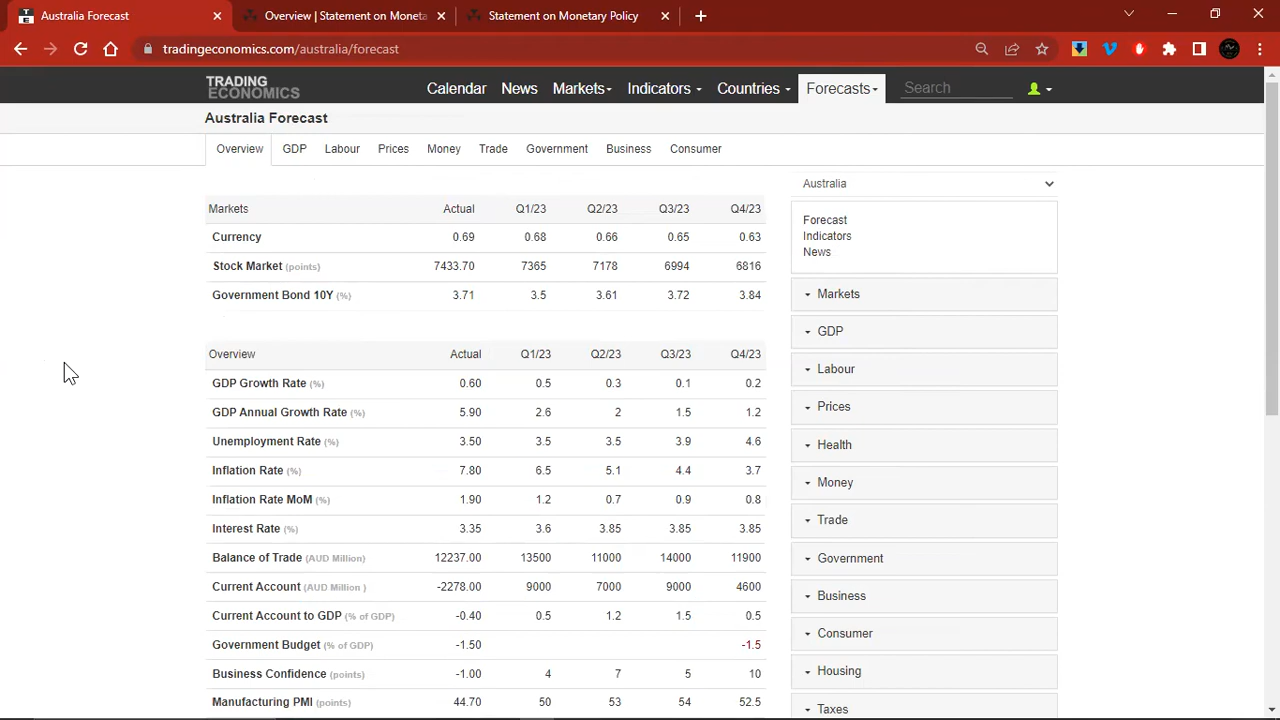 Australia Forecast
Overview | Statement on Moneta
Statement on Monetary Policy
tradingeconomics.com/australia/forecast
TRADING
ECONOMICS
Calendar News Markets Indicators Countries Forecasts Search
Australia Forecast
Overview GDP Labour Prices Money Trade Government Business Consumer
Markets Actual Q1/23 Q2/23 Q3/23 Q4/23
Currency 0.69 0.68 0.66 0.65 0.63
Stock Market (points) 7433.70 7365 7178 6994 6816
Government Bond 10Y (%) 3.71 3.5 3.61 3.72 3.84
Overview Actual Q1/23 Q2/23 Q3/23 Q4/23
GDP Growth Rate (%) 0.60 0.5 0.3 0.1 0.2
GDP Annual Growth Rate (%) 5.90 2.6 2 1.5 1.2
Unemployment Rate (%) 3.50 3.5 3.5 3.9 4.6
Inflation Rate (%) 7.80 6.5 5.1 4.4 3.7
Inflation Rate MoM (%) 1.90 1.2 0.7 0.9 0.8
Interest Rate (%) 3.35 3.6 3.85 3.85 3.85
Balance of Trade (AUD Million) 12237.00 13500 11000 14000 11900
Current Account (AUD Million ) -2278.00 9000 7000 9000 4600
Current Account to GDP (% of GDP) -0.40 0.5 1.2 1.5 0.5
Government Budget (% of GDP) -1.50 -1.5
Business Confidence (points) -1.00 4 7 5 10
Manufacturing PMI (points) 44.70 50 53 54 52.5
Australia
Forecast
Indicators
News
Markets
GDP
Labour
Prices
Health
Money
Trade
Government
Business
Consumer
Housing
Taxes